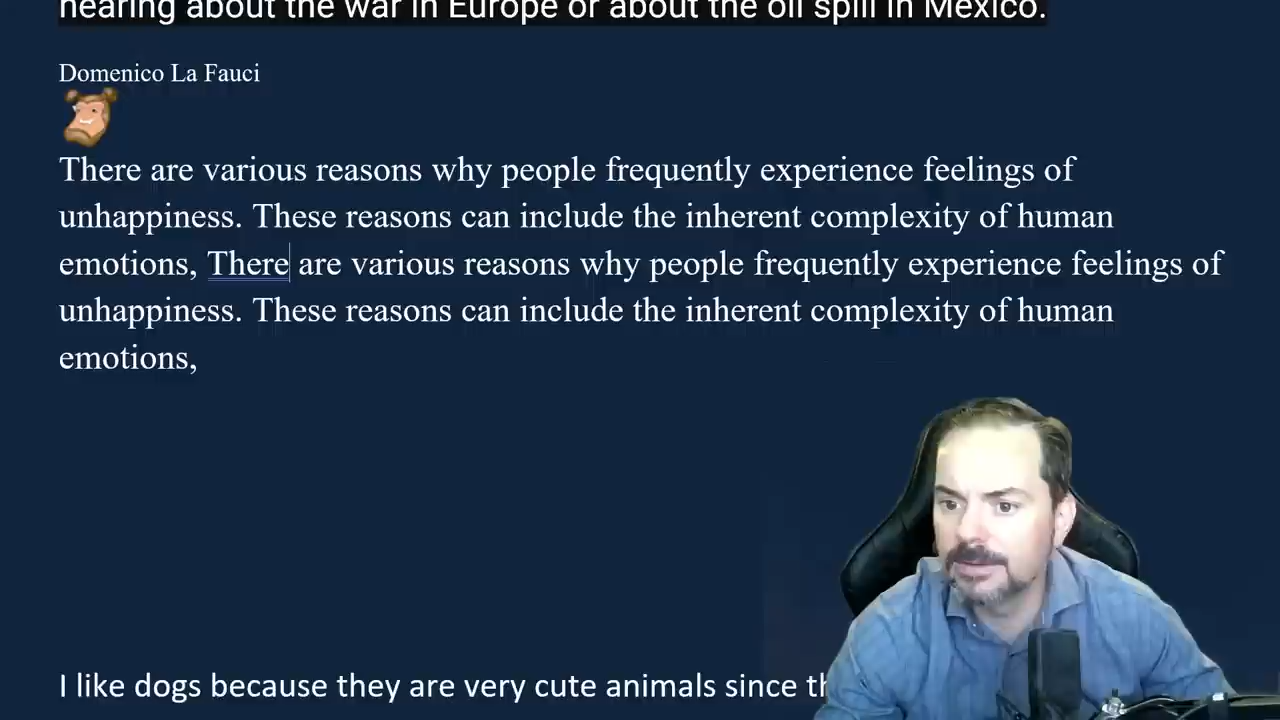 hearing about the war in Europe or about the oil spill in Mexico.
Domenico La Fauci
There are various reasons why people frequently experience feelings of
unhappiness. These reasons can include the inherent complexity of human
emotions, There are various reasons why people frequently experience feelings of
unhappiness. These reasons can include the inherent complexity of human
emotions,
I like dogs because they are very cute animals since